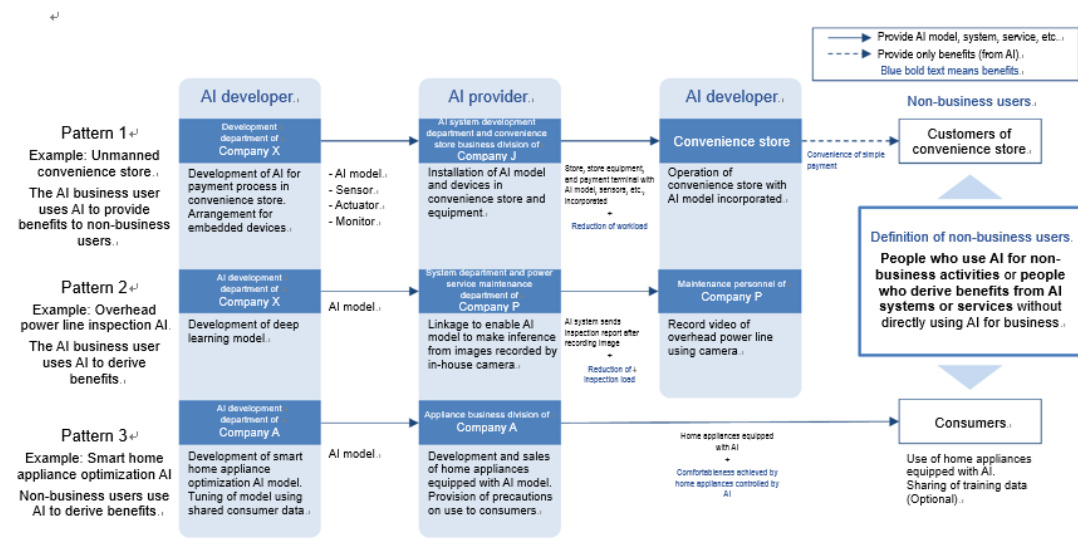 Provide AI model, system, service, etc.
Provide only benefits (from AI).
Blue bold text means benefits.
AI developer.
AI provider.
AI developer.
Non-business users.
Pattern 1
Example: Unmanned
convenience store.
The AI business user
uses AI to provide
benefits to non-business
users.
Development
department of
Company X
Development of AI for
payment process in
convenience store.
Arrangement for
embedded devices.
- AI model.
- Sensor.
- Actuator.
- Monitor.
AI system development
department and convenience
store business division of
Company J
Installation of AI model
and devices in
convenience store and
equipment.
Store, store equipment,
and payment terminal with
AI model, sensors, etc.,
incorporated
+
Reduction of workload
Convenience store
Operation of
convenience store with
AI model incorporated.
Convenience of simple
payment
Customers of
convenience store.
Definition of non-business users.
People who use AI for non-
business activities or people
who derive benefits from AI
systems or services without
directly using AI for business.
Pattern 2
Example: Overhead
power line inspection AI.
The AI business user
uses AI to derive
benefits.
AI development
department of
Company X
Development of deep
learning model.
AI model.
System department and power
service maintenance
department of
Company P
Linkage to enable AI
model to make inference
from images recorded by
in-house camera.
AI system sends
inspection report after
recording image
+
Reduction of
inspection load
Maintenance personnel of
Company P
Record video of
overhead power line
using camera.
Pattern 3
Example: Smart home
appliance optimization AI
Non-business users use
AI to derive benefits.
AI development
department of
Company A
Development of smart
home appliance
optimization AI model.
Tuning of model using
shared consumer data.
AI model.
Appliance business division of
Company A
Development and sales
of home appliances
equipped with AI model.
Provision of precautions
on use to consumers.
Home appliances equipped
with AI
+
Comfortableness achieved by
home appliances controlled by
AI
Consumers.
Use of home appliances
equipped with AI.
Sharing of training data
(Optional).